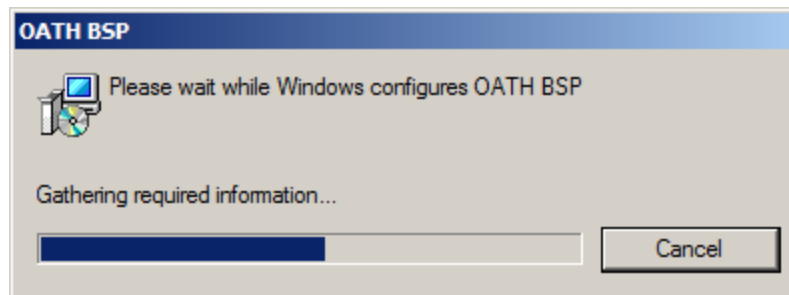 OATH BSP
Please wait while Windows configures OATH BSP
Gathering required information...
Cancel